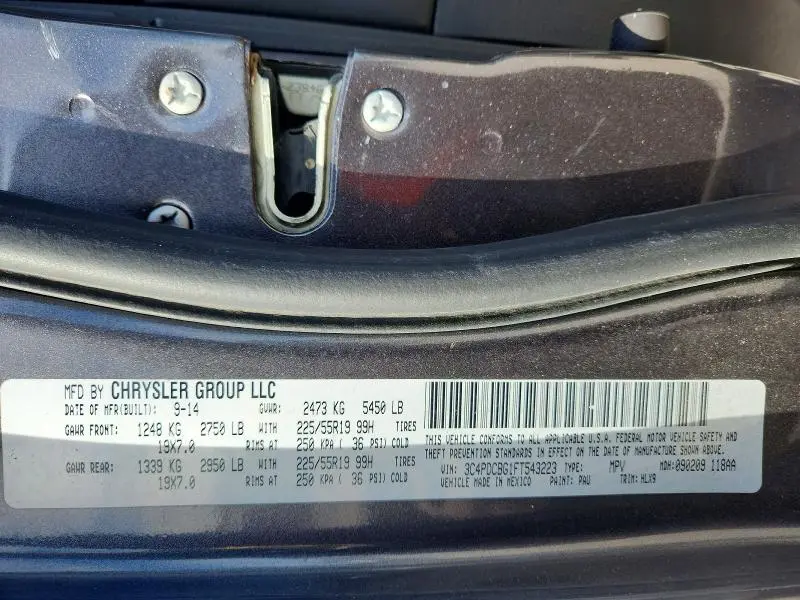 MFD BY CHRYSLER GROUP LLC
DATE OF MFR(BUILT): 9-14 GVWR: 2473 KG 5450 LB
GAWR FRONT: 1248 KG 2750 LB WITH 225/55R19 99H TIRES
19X7.0 RIMS AT 250 KPA ( 36 PSI) COLD
GAWR REAR: 1339 KG 2950 LB WITH 225/55R19 99H TIRES
19X7.0 RIMS AT 250 KPA ( 36 PSI) COLD
THIS VEHICLE CONFORMS TO ALL APPLICABLE U.S.A. FEDERAL MOTOR VEHICLE SAFETY AND
THEFT PREVENTION STANDARDS IN EFFECT ON THE DATE OF MANUFACTURE SHOWN ABOVE.
VIN: 3C4PDCBG1FT543223 TYPE: MPV MDH:090209 118AA
VEHICLE MADE IN MEXICO PAINT: PAU TRIM: HLX9